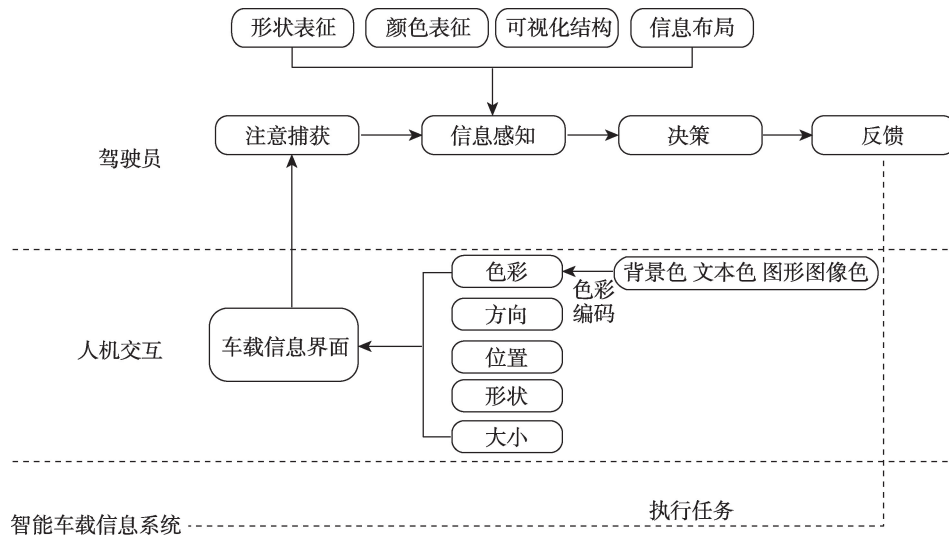 形状表征
颜色表征
可视化结构
信息布局
注意捕获
信息感知
决策
反馈
驾驶员
色彩
背景色 文本色 图形图像色
色彩
编码
方向
人机交互
车载信息界面
位置
形状
大小
执行任务
智能车载信息系统